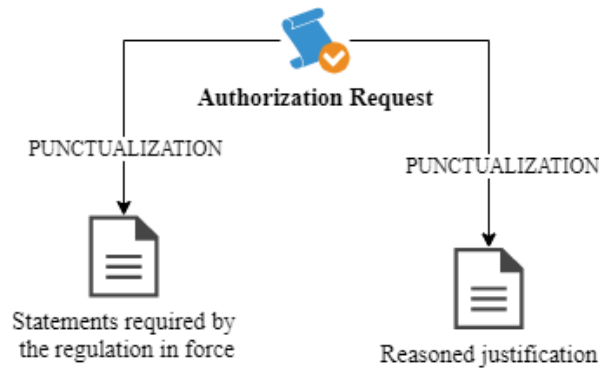 Authorization Request
PUNCTUALIZATION
PUNCTUALIZATION
Statements required by
the regulation in force
Reasoned justification